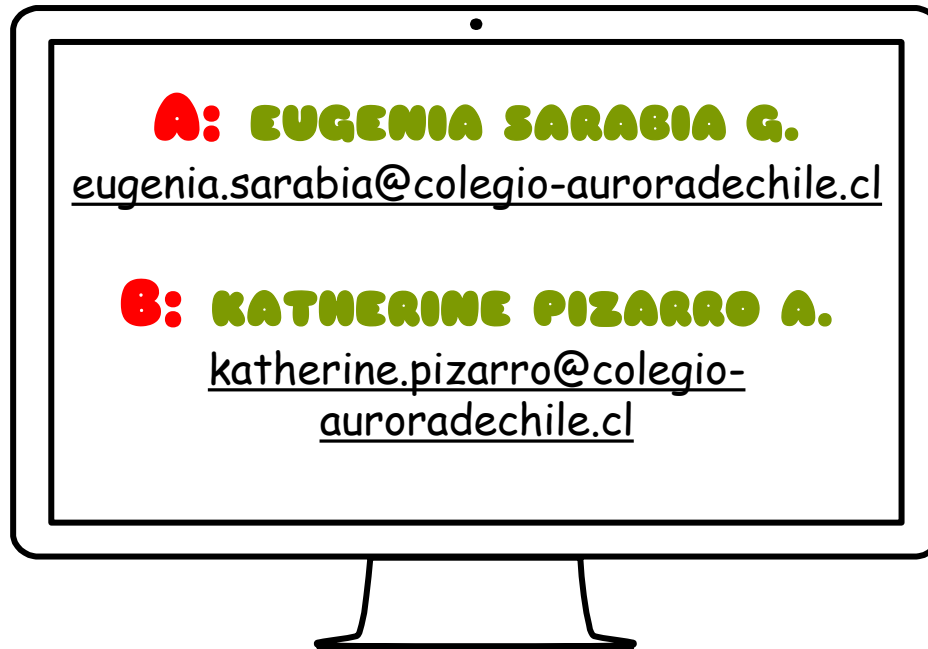 A: EUGENIA SARABIA G.
eugenia.sarabia@colegio-auroradechile.cl
B: KATHERINE PIZARRO A.
katherine.pizarro@colegio-
auroradechile.cl